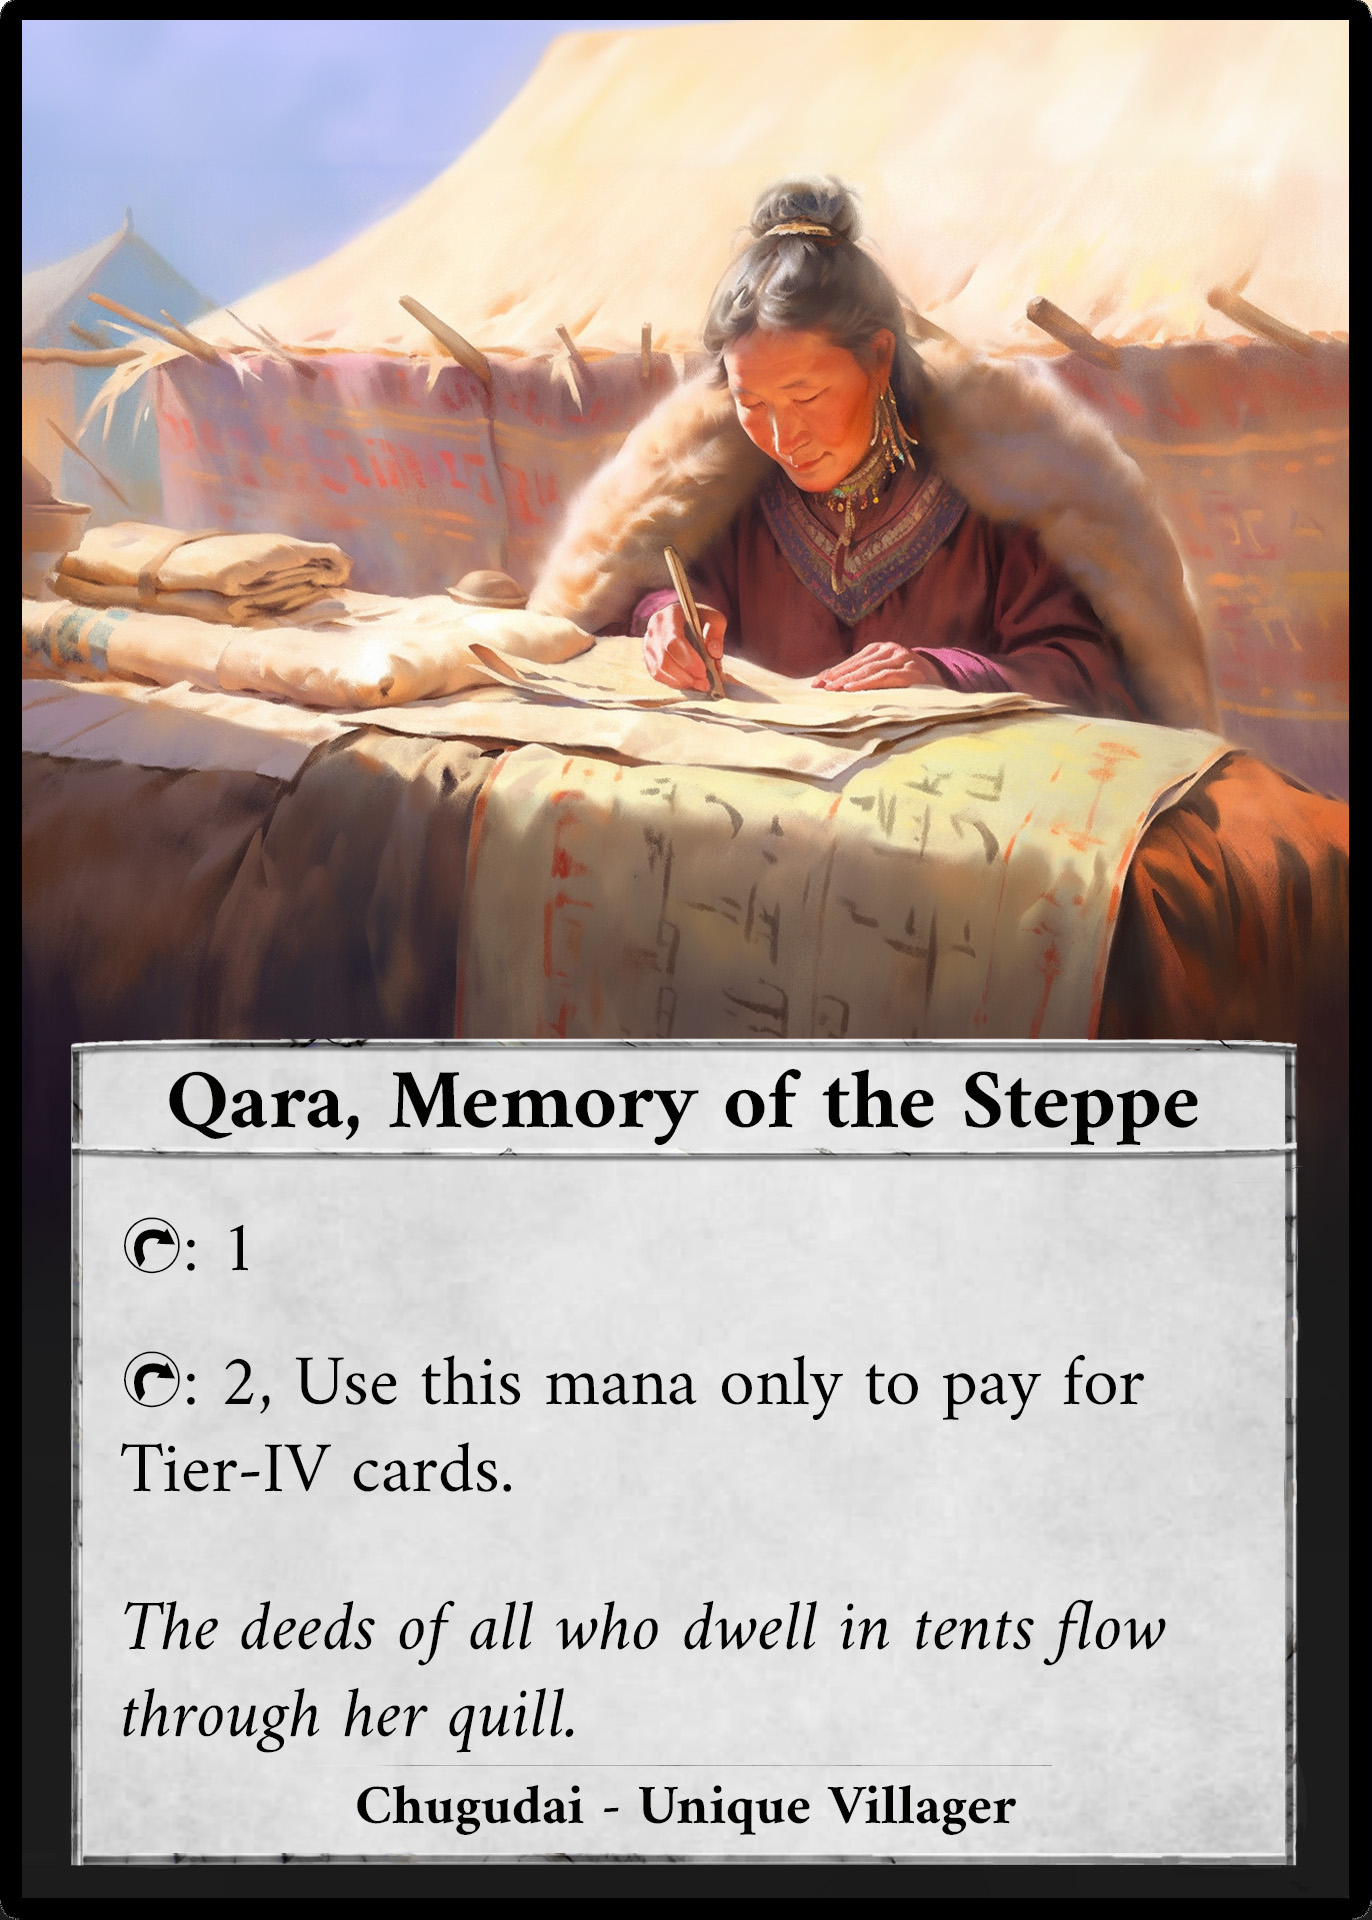 Qara, Memory of the Steppe
: 1
: 2, Use this mana only to pay for
Tier-IV cards.
The deeds of all who dwell in tents flow
through her quill.
Chugudai - Unique Villager